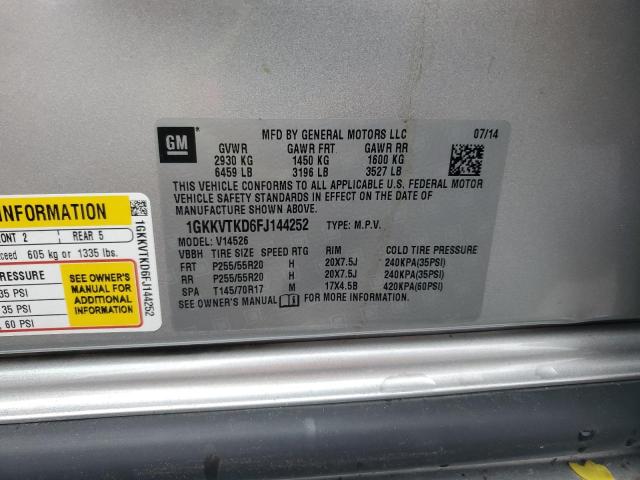 GM
MFD BY GENERAL MOTORS LLC 07/14
GVWR GAWR FRT GAWR RR
2930 KG 1450 KG 1600 KG
6459 LB 3196 LB 3527 LB
THIS VEHICLE CONFORMS TO ALL APPLICABLE U.S. FEDERAL MOTOR
VEHICLE SAFETY STANDARDS IN EFFECT ON THE DATE OF
MANUFACTURE SHOWN ABOVE.
1GKKVTKD6FJ144252 TYPE: M.P.V.
MODEL: V14526
VBBH TIRE SIZE SPEED RTG RIM COLD TIRE PRESSURE
FRT P255/55R20 H 20X7.5J 240KPA(35PSI)
RR P255/55R20 H 20X7.5J 240KPA(35PSI)
SPA T145/70R17 M 17X4.5B 420KPA(60PSI)
SEE OWNER'S MANUAL FOR MORE INFORMATION.
INFORMATION
FRONT 2 REAR 5
exceed 605 kg or 1335 lbs.
PRESSURE
35 PSI
35 PSI
60 PSI
SEE OWNER'S
MANUAL FOR
ADDITIONAL
INFORMATION
1GKKVTKD6FJ144252